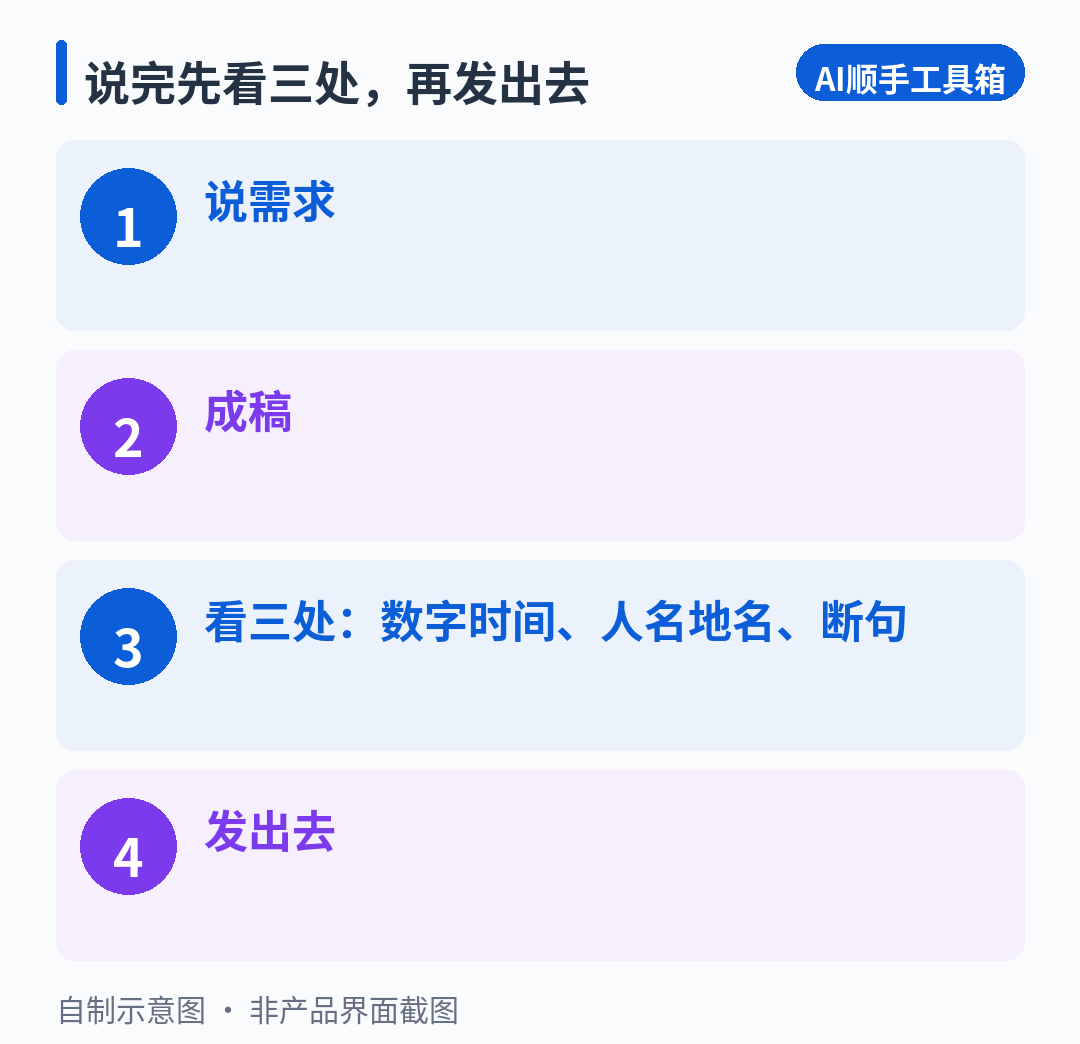 说完先看三处，再发出去
AI顺手工具箱
1
说需求
2
成稿
3
看三处：数字时间、人名地名、断句
4
发出去
自制示意图 · 非产品界面截图